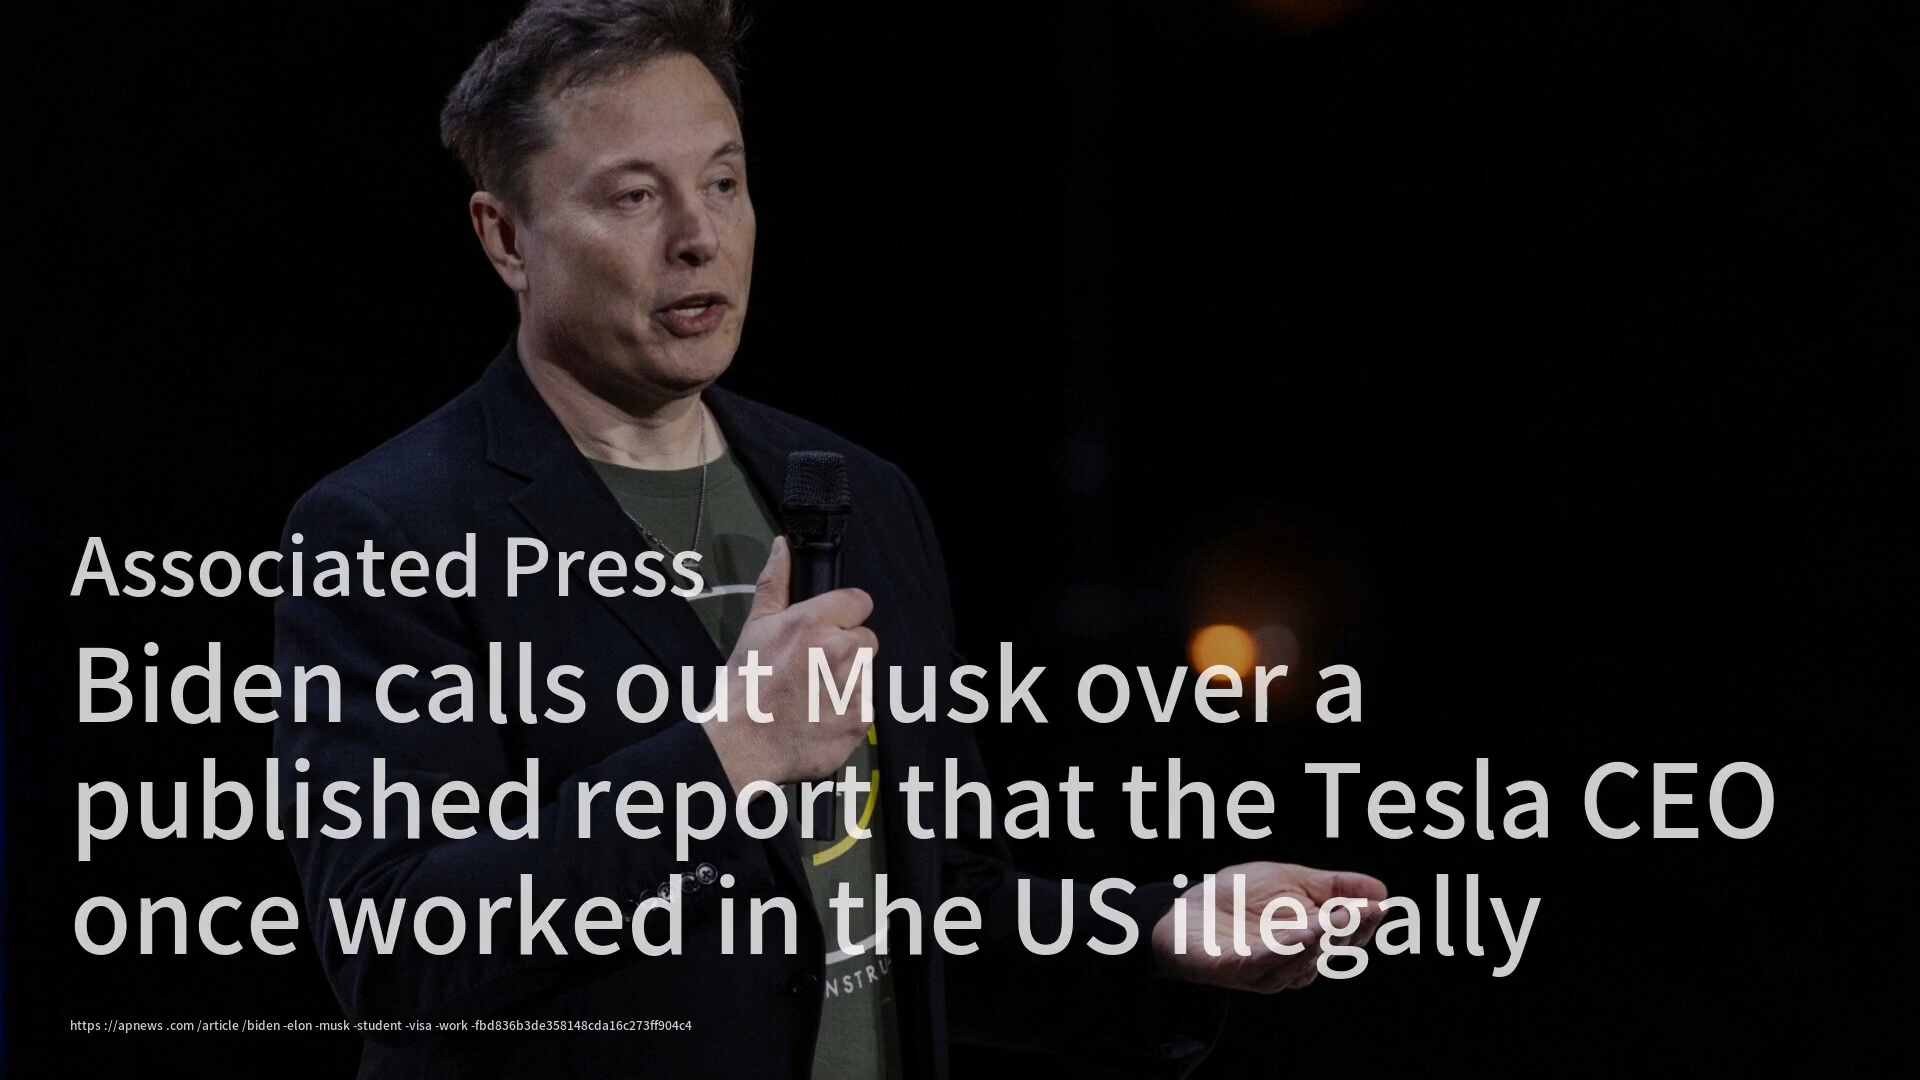 Associated Press
Biden calls out Musk over a
published report that the Tesla CEO
once worked in the US illegally
NSTRU
https ://apnews .com /article /biden -elon -musk -student -visa -work -fbd836b3de358148cda16c273ff904c4